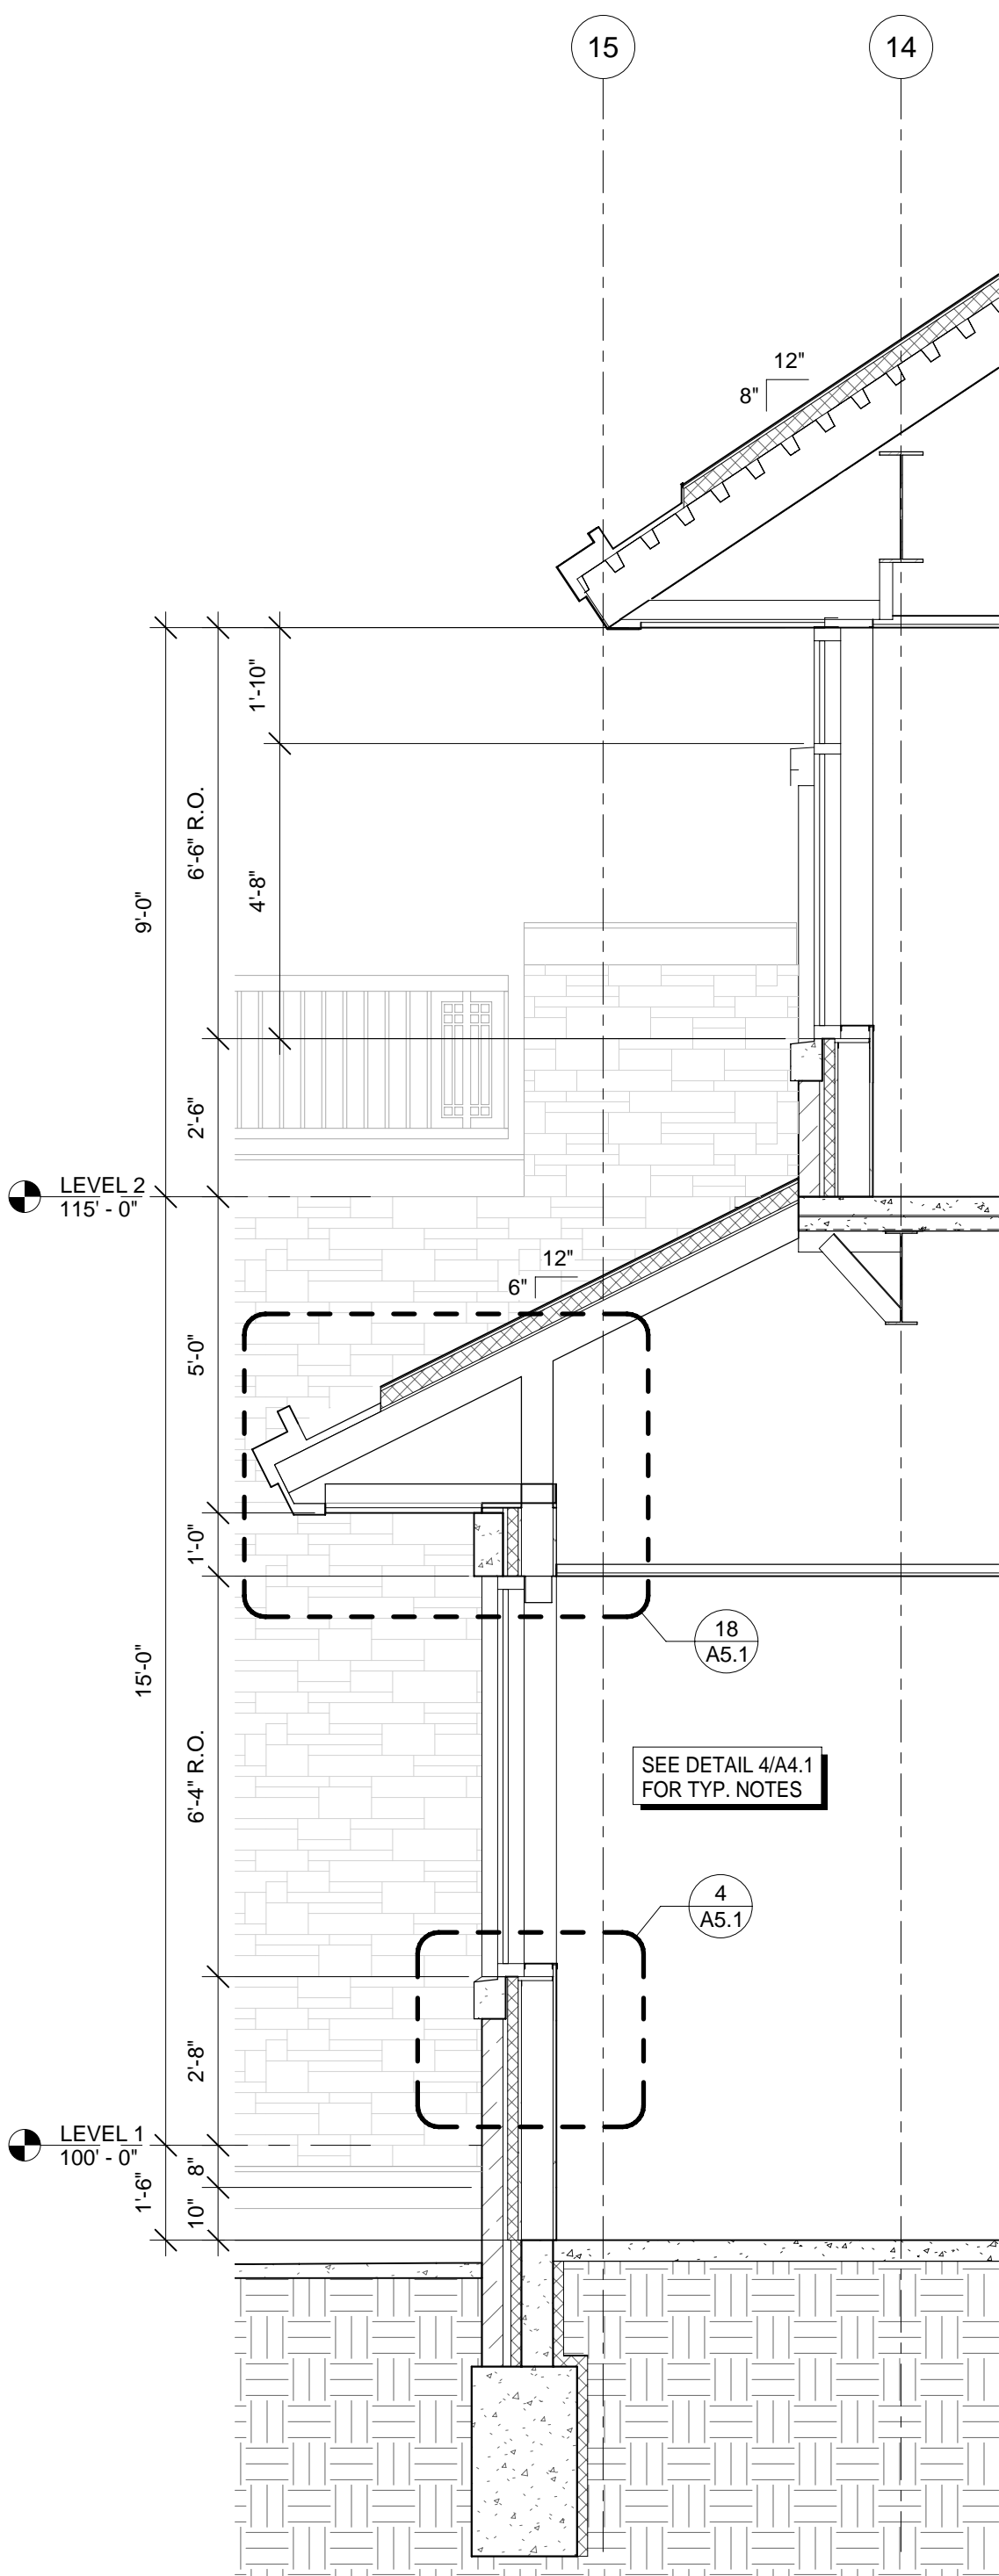 15
14
12"
8"
1'-10"
6'-6" R.O.
4'-8"
9'-0"
2'-6"
LEVEL 2
115' - 0"
12"
6"
5'-0"
1'-0"
18
A5.1
15'-0"
6'-4" R.O.
SEE DETAIL 4/A4.1
FOR TYP. NOTES
4
A5.1
2'-8"
LEVEL 1
100' - 0"
8"
1'-6"
10"